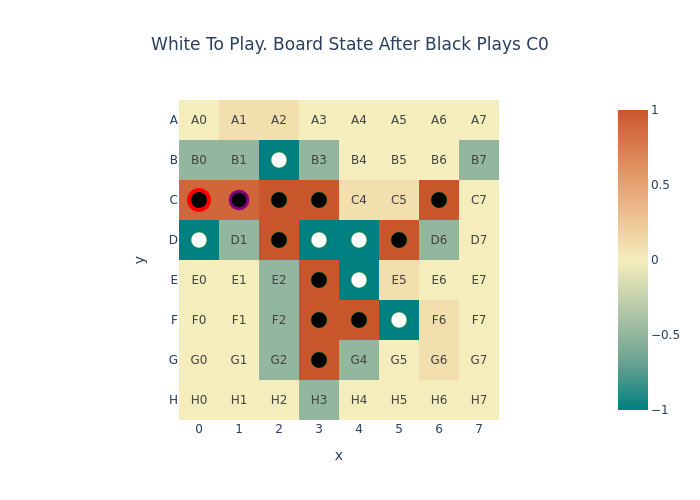 White To Play. Board State After Black Plays C0
A A0 A1 A2 A3 A4 A5 A6 A7
B B0 B1 B3 B4 B5 B6 B7
C C4 C5 C7
D D1 D6 D7
E E0 E1 E2 E5 E6 E7
F F0 F1 F2 F6 F7
G G0 G1 G2 G4 G5 G6 G7
H H0 H1 H2 H3 H4 H5 H6 H7
0 1 2 3 4 5 6 7
x
y
1
0.5
0
−0.5
−1